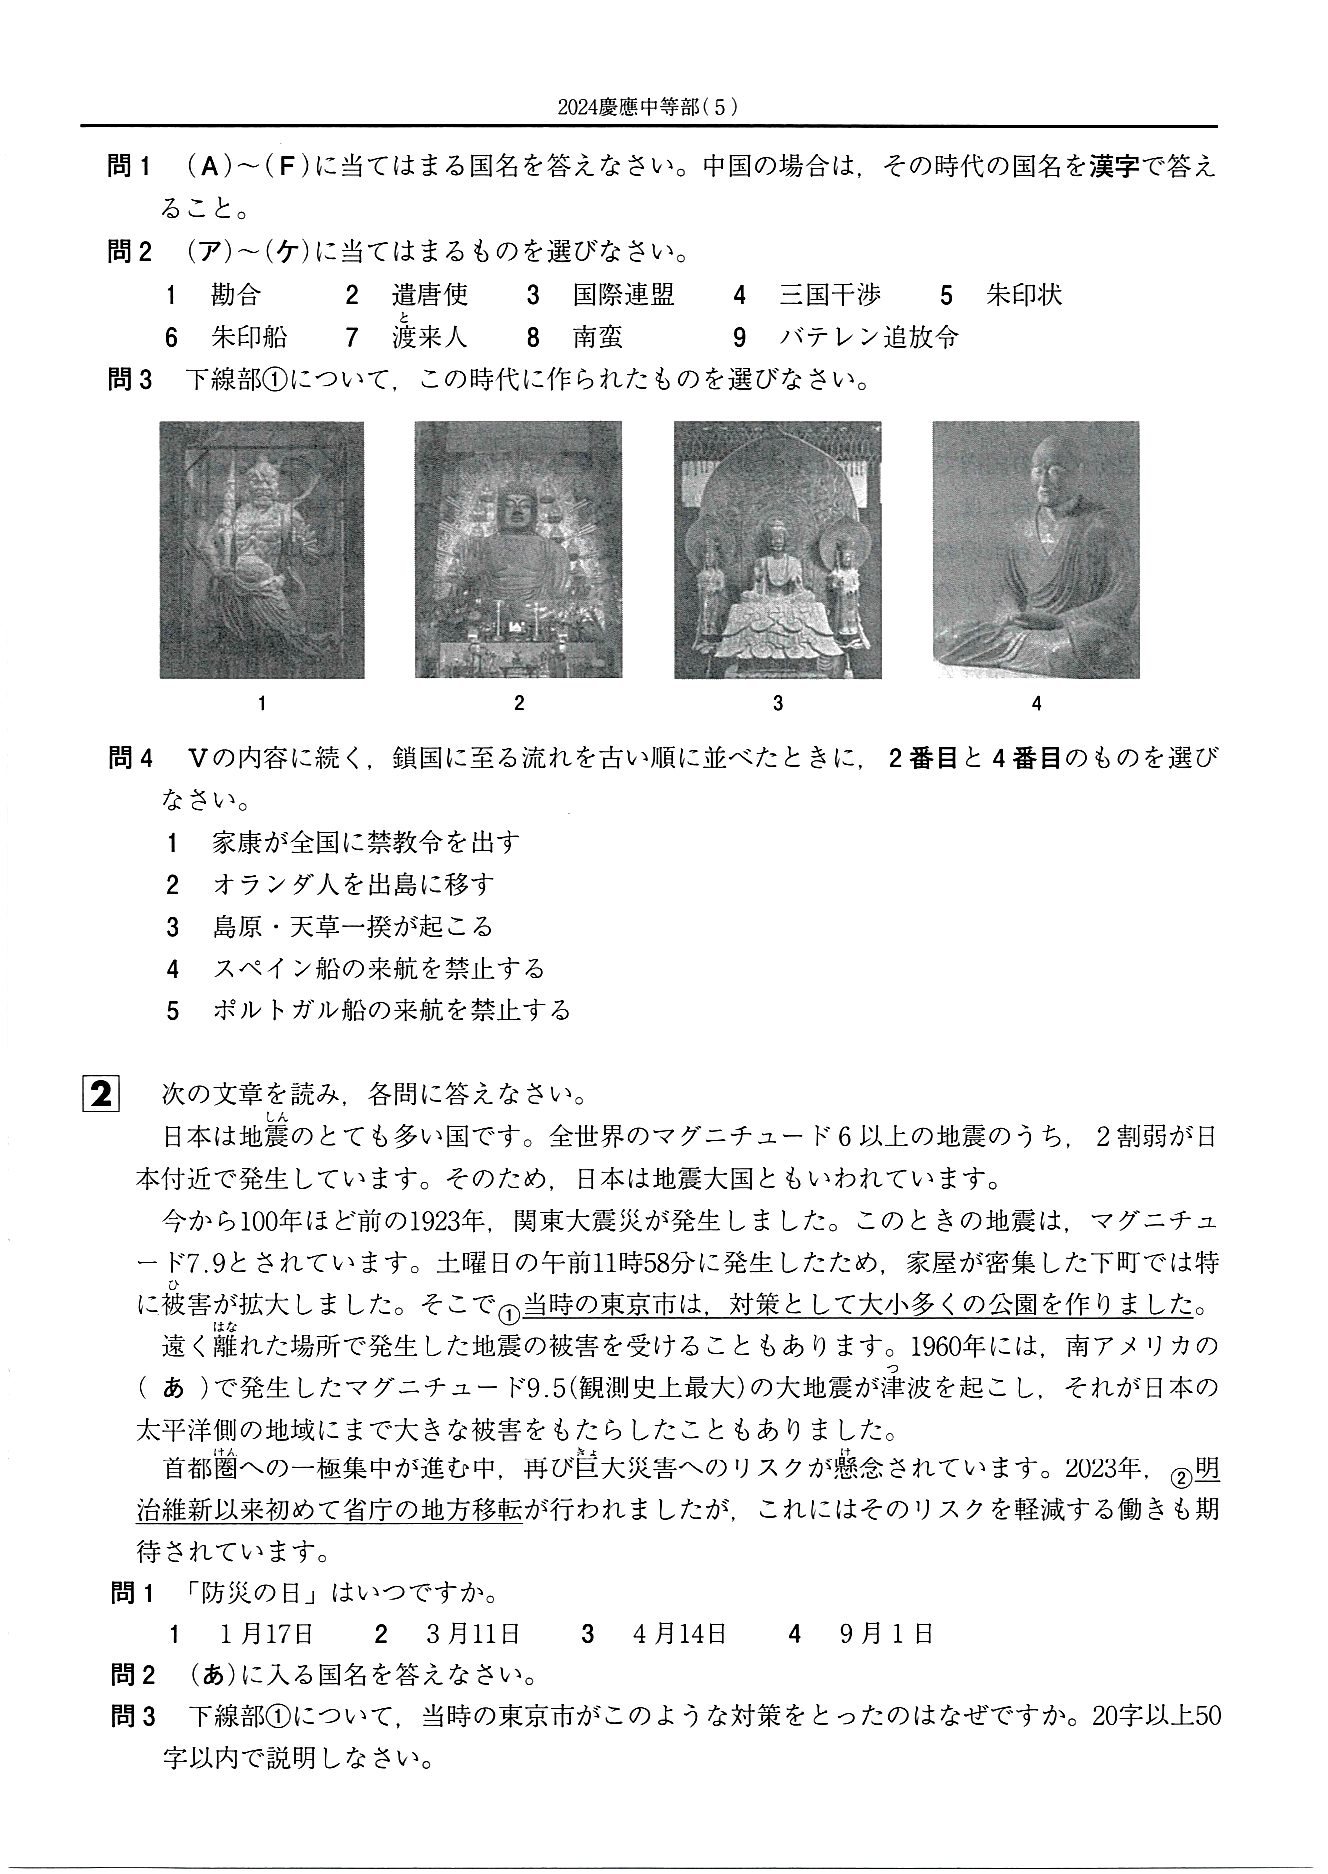 2024慶應中等部(5)
問1 (A)～(F)に当てはまる国名を答えなさい。中国の場合は，その時代の国名を漢字で答え
ること。
問2 (ア)～(ケ)に当てはまるものを選びなさい。
1 勘合 2 遣唐使 3 国際連盟 4 三国干渉 5 朱印状
と
6 朱印船 7 渡来人 8 南蛮 9 バテレン追放令
問3 下線部①について，この時代に作られたものを選びなさい。
1 2 3 4
問4 Ⅴの内容に続く，鎖国に至る流れを古い順に並べたときに，2番目と4番目のものを選び
なさい。
1 家康が全国に禁教令を出す
2 オランダ人を出島に移す
3 島原・天草一揆が起こる
4 スペイン船の来航を禁止する
5 ポルトガル船の来航を禁止する
2 次の文章を読み，各問に答えなさい。
しん
日本は地震のとても多い国です。全世界のマグニチュード6以上の地震のうち，2割弱が日
本付近で発生しています。そのため，日本は地震大国ともいわれています。
今から100年ほど前の1923年，関東大震災が発生しました。このときの地震は，マグニチュ
ード7.9とされています。土曜日の午前11時58分に発生したため，家屋が密集した下町では特
ひ
に被害が拡大しました。そこで①当時の東京市は，対策として大小多くの公園を作りました。
はな
遠く離れた場所で発生した地震の被害を受けることもあります。1960年には，南アメリカの
つ
(あ)で発生したマグニチュード9.5(観測史上最大)の大地震が津波を起こし，それが日本の
太平洋側の地域にまで大きな被害をもたらしたこともありました。
けん きょ け
首都圏への一極集中が進む中，再び巨大災害へのリスクが懸念されています。2023年，②明
治維新以来初めて省庁の地方移転が行われましたが，これにはそのリスクを軽減する働きも期
待されています。
問1 「防災の日」はいつですか。
1 1月17日 2 3月11日 3 4月14日 4 9月1日
問2 (あ)に入る国名を答えなさい。
問3 下線部①について，当時の東京市がこのような対策をとったのはなぜですか。20字以上50
字以内で説明しなさい。